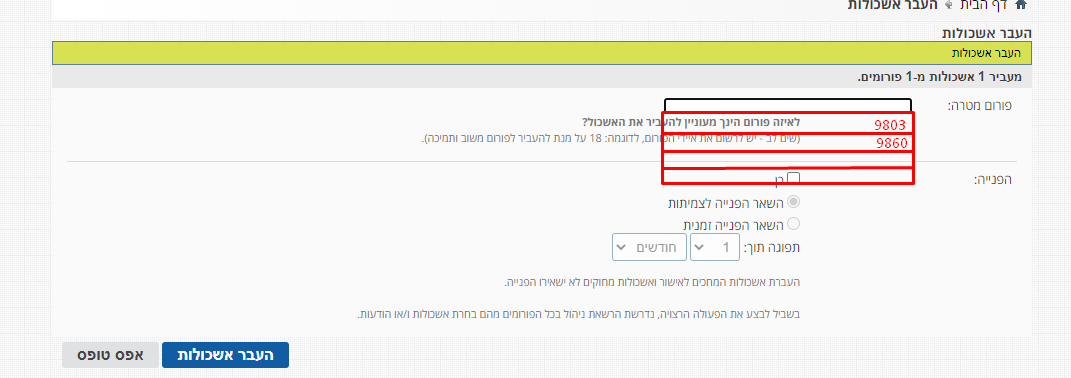 דף הבית העבר אשכולות
העבר אשכולות
העבר אשכולות
מעביר 1 אשכולות מ-1 פורומים.
פורום מטרה:
לאיזה פורום הינך מעוניין להעביר את האשכול?
9803
(שים לב - יש לרשום את איידי הפורום, לדוגמה: 18 על מנת להעביר לפורום משוב ותמיכה).
9860
הפנייה:
כן
השאר הפנייה לצמיתות
השאר הפנייה זמנית
תפוגה תוך: 1 חודשים
העברת אשכולות המחכים לאישור ואשכולות מחוקים לא ישאירו הפנייה.
בשביל לבצע את הפעולה הרצויה, נדרשת הרשאת ניהול בכל הפורומים מהם בחרת אשכולות ו/או הודעות.
העבר אשכולות אפס טופס